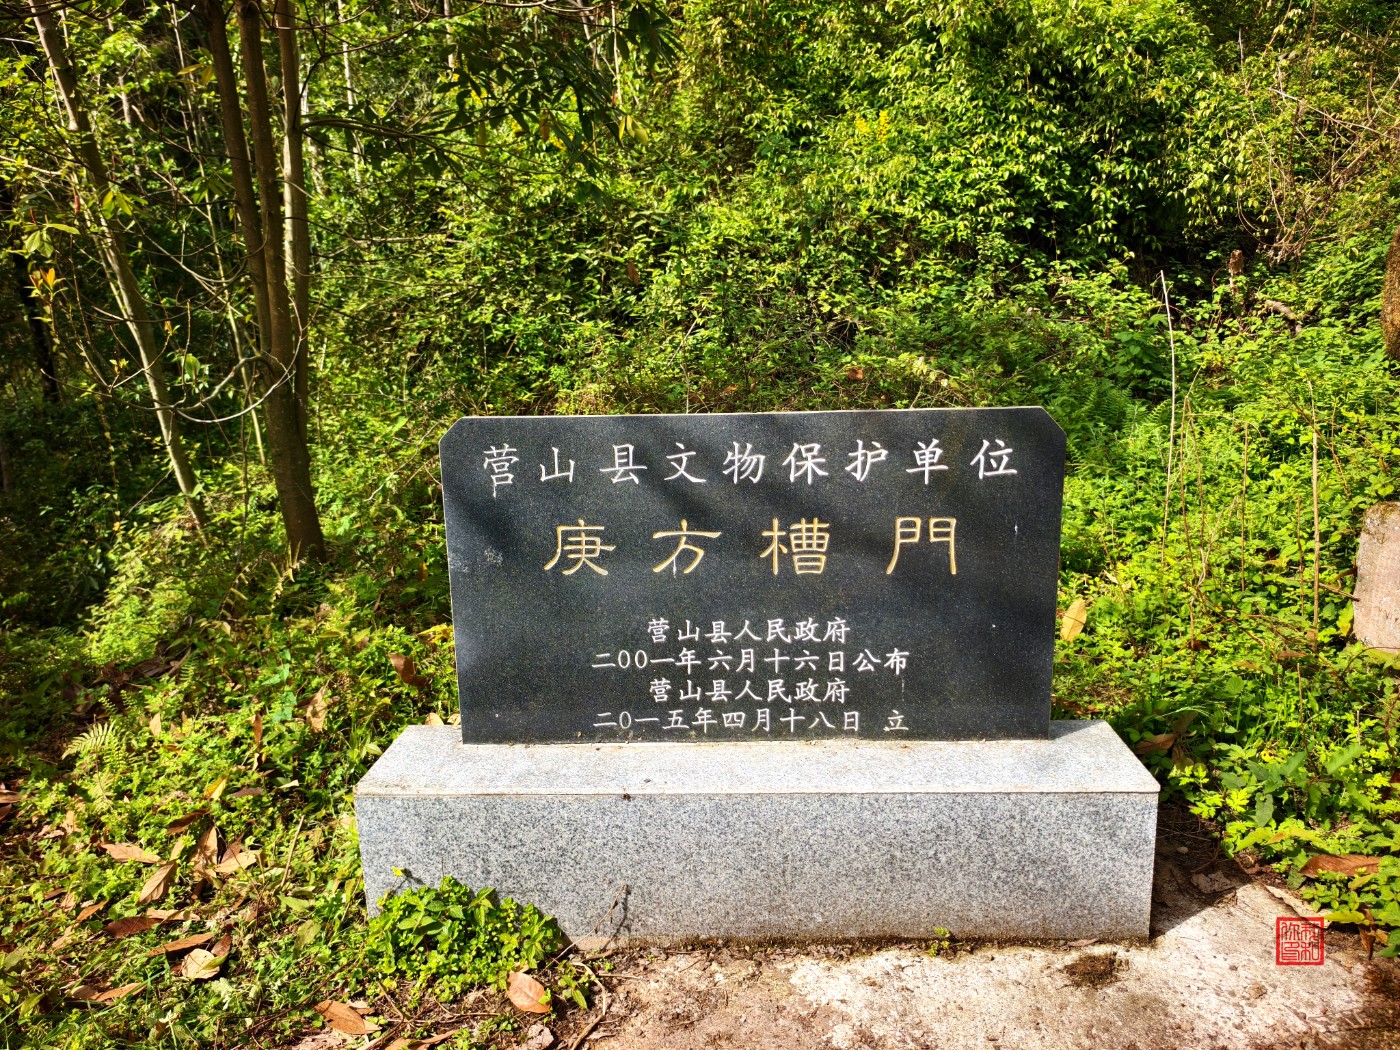 营山县文物保护单位
庚方槽門
营山县人民政府
二00一年六月十六日公布
营山县人民政府
二0一五年四月十八日 立